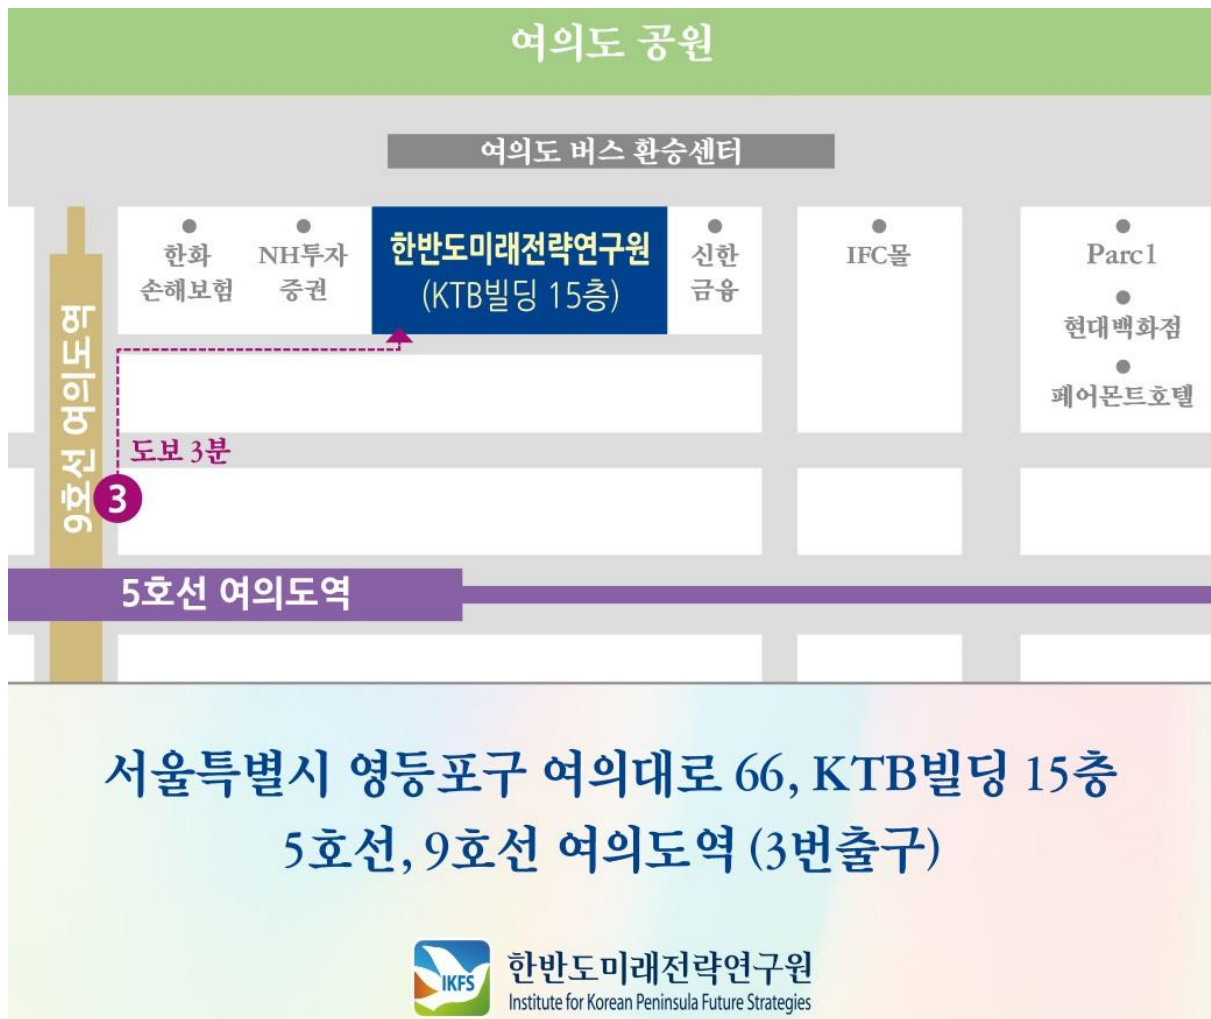 여의도 공원
여의도 버스 환승센터
한화
손해보험
NH투자
증권
한반도미래전략연구원
(KTB빌딩 15층)
신한
금융
IFC몰
Parc1
현대백화점
페어몬트호텔
9호선 여의도역
도보 3분
3
5호선 여의도역
서울특별시 영등포구 여의대로 66, KTB빌딩 15층
5호선, 9호선 여의도역 (3번출구)
IKFS
한반도미래전략연구원
Institute for Korean Peninsula Future Strategies